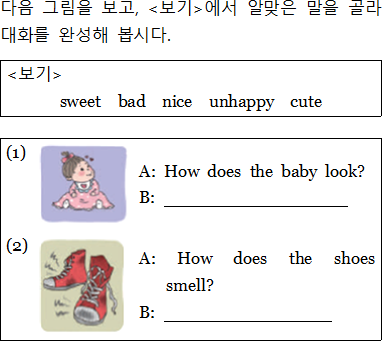 다음 그림을 보고, <보기>에서 알맞은 말을 골라
대화를 완성해 봅시다.
<보기>
sweet bad nice unhappy cute
(1)
A: How does the baby look?
B: ____________________
(2)
A: How does the shoes
smell?
B: __________________